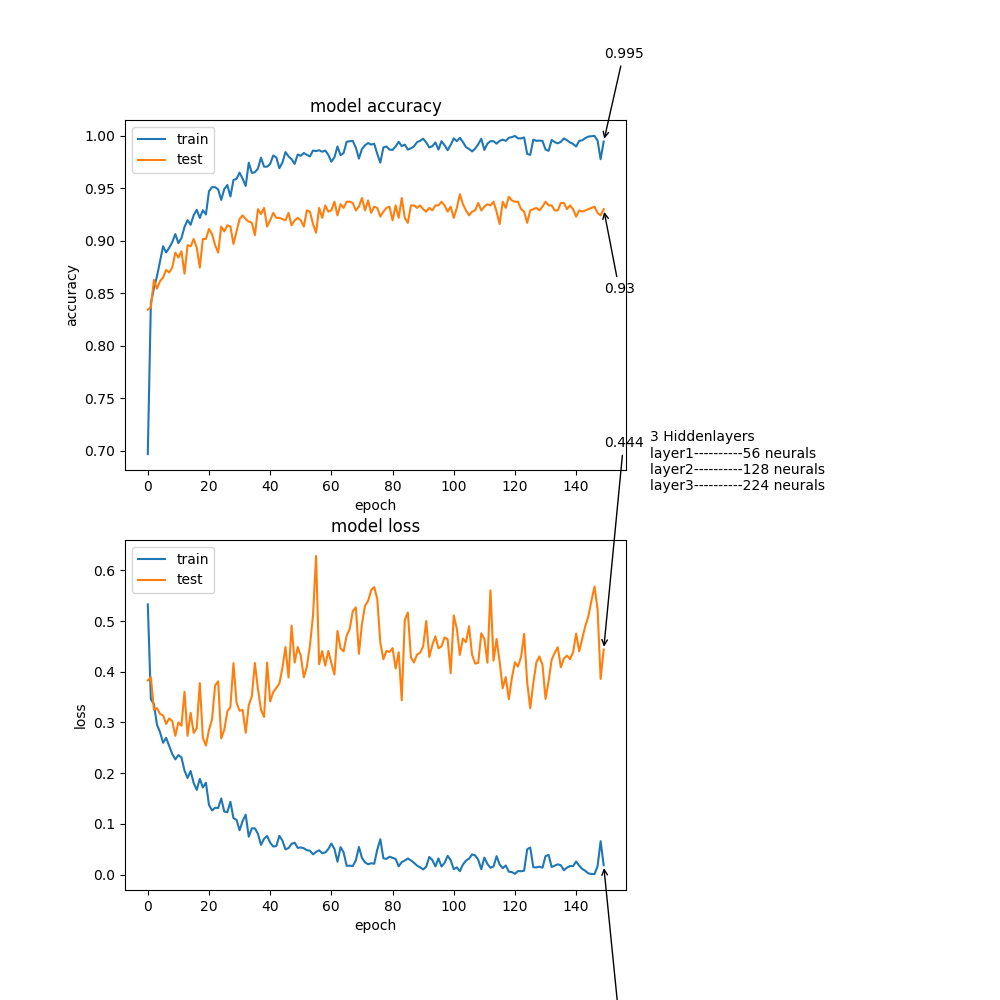 0.995
model accuracy
train
test
1.00
0.95
0.90
0.85
0.80
0.75
0.70
accuracy
0.93
0 20 40 60 80 100 120 140
epoch
0.444
3 Hiddenlayers
layer1----------56 neurals
layer2----------128 neurals
layer3----------224 neurals
model loss
train
test
0.6
0.5
0.4
0.3
0.2
0.1
0.0
loss
0 20 40 60 80 100 120 140
epoch